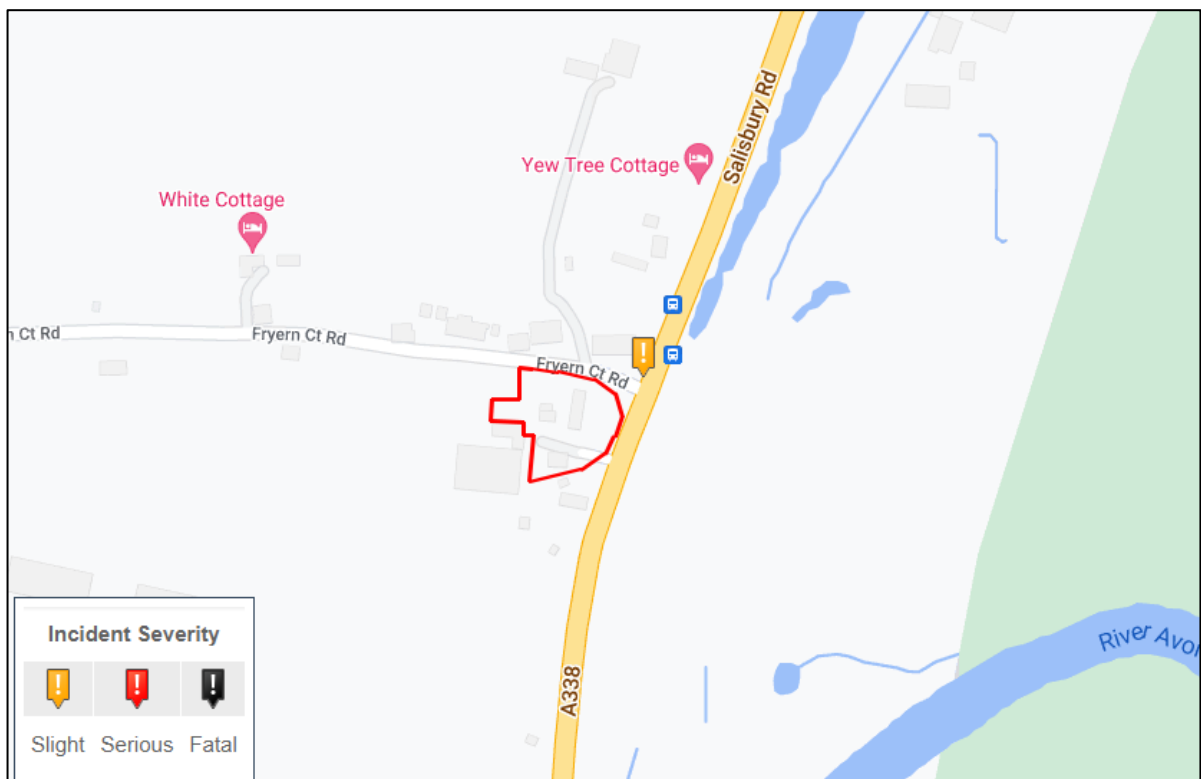 Salisbury Rd
Yew Tree Cottage
White Cottage
n Ct Rd
Fryern Ct Rd
Fryern Ct Rd
River Avo
A338
Incident Severity
Slight Serious Fatal